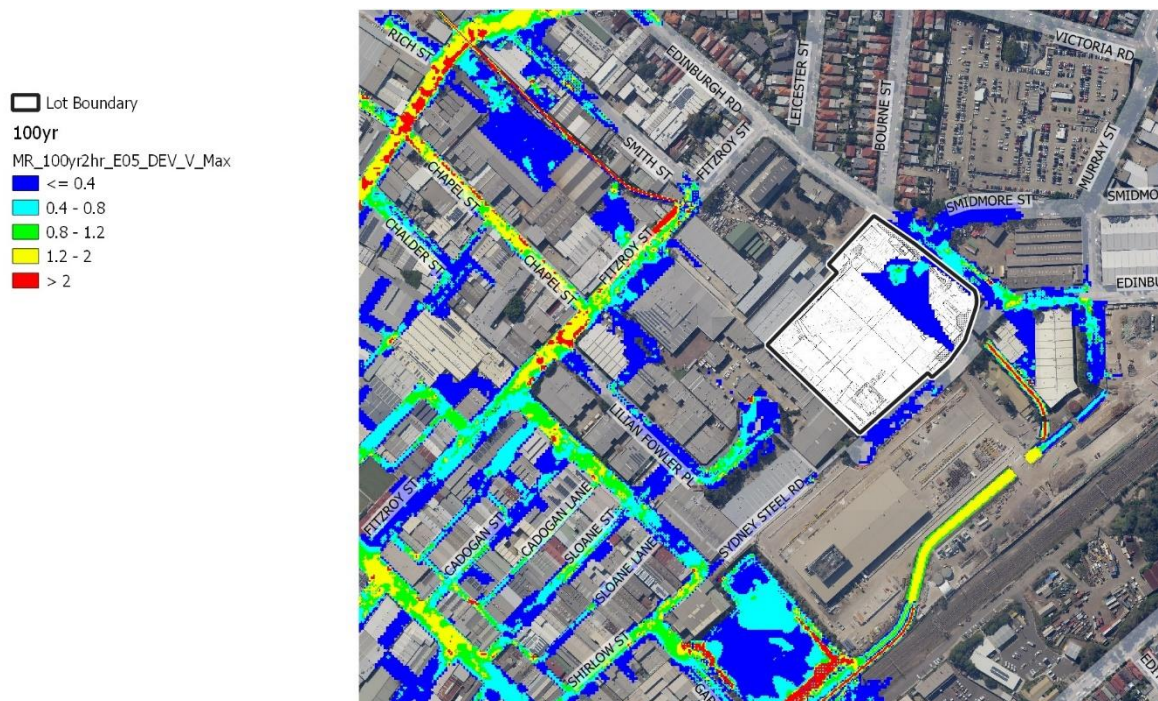 Lot Boundary
100yr
MR_100yr2hr_E05_DEV_V_Max
<= 0.4
0.4 - 0.8
0.8 - 1.2
1.2 - 2
> 2
RICH ST
EDINBURGH RD
LEICESTER ST
BOURNE ST
VICTORIA RD
MURRAY ST
SMITH ST
FITZROY ST
SMIDMORE ST
SMIDMO
CHAPEL ST
CHALDER ST
CHAPEL ST
FITZROY ST
EDINBU
LILIAN FOWLER PL
SYDNEY STEEL RD
FITZROY ST
CADOGAN ST
CADOGAN LANE
SLOANE ST
SLOANE LANE
SHIRLOW ST